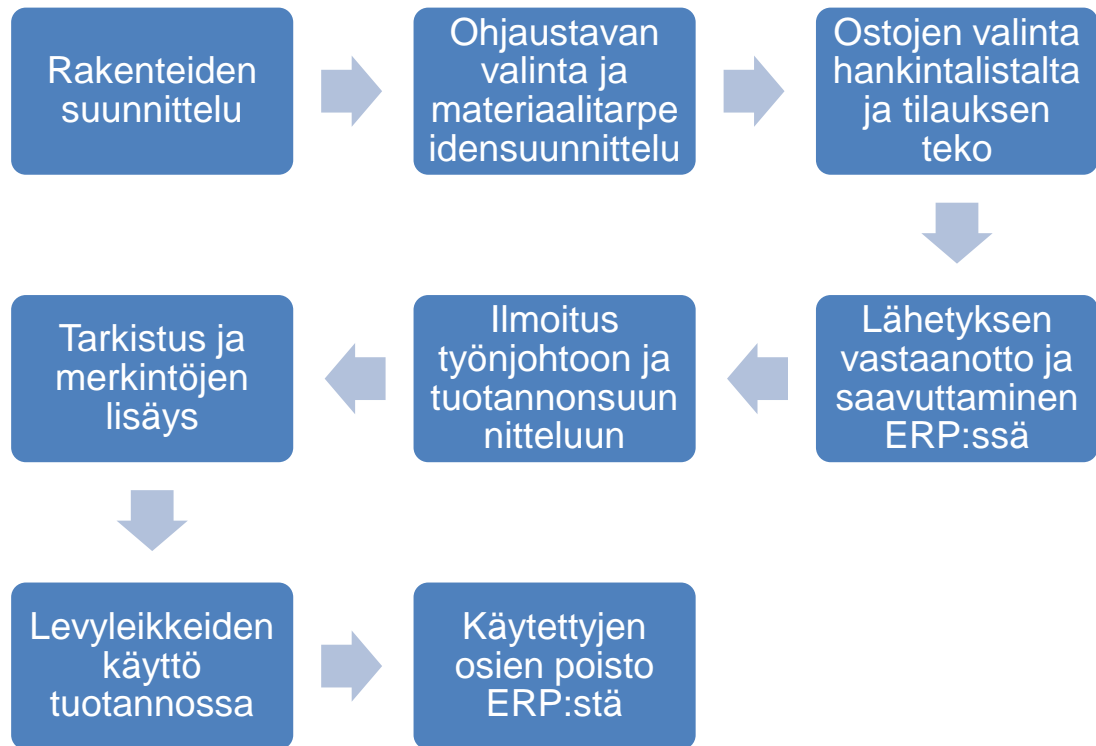 Rakenteiden
suunnittelu
Ohjaustavan
valinta ja
materiaalitarpe
idensuunnittelu
Ostojen valinta
hankintalistalta
ja tilauksen
teko
Lähetyksen
vastaanotto ja
saavuttaminen
ERP:ssä
Ilmoitus
työnjohtoon ja
tuotannonsuun
nitteluun
Tarkistus ja
merkintöjen
lisäys
Levyleikkeiden
käyttö
tuotannossa
Käytettyjen
osien poisto
ERP:stä